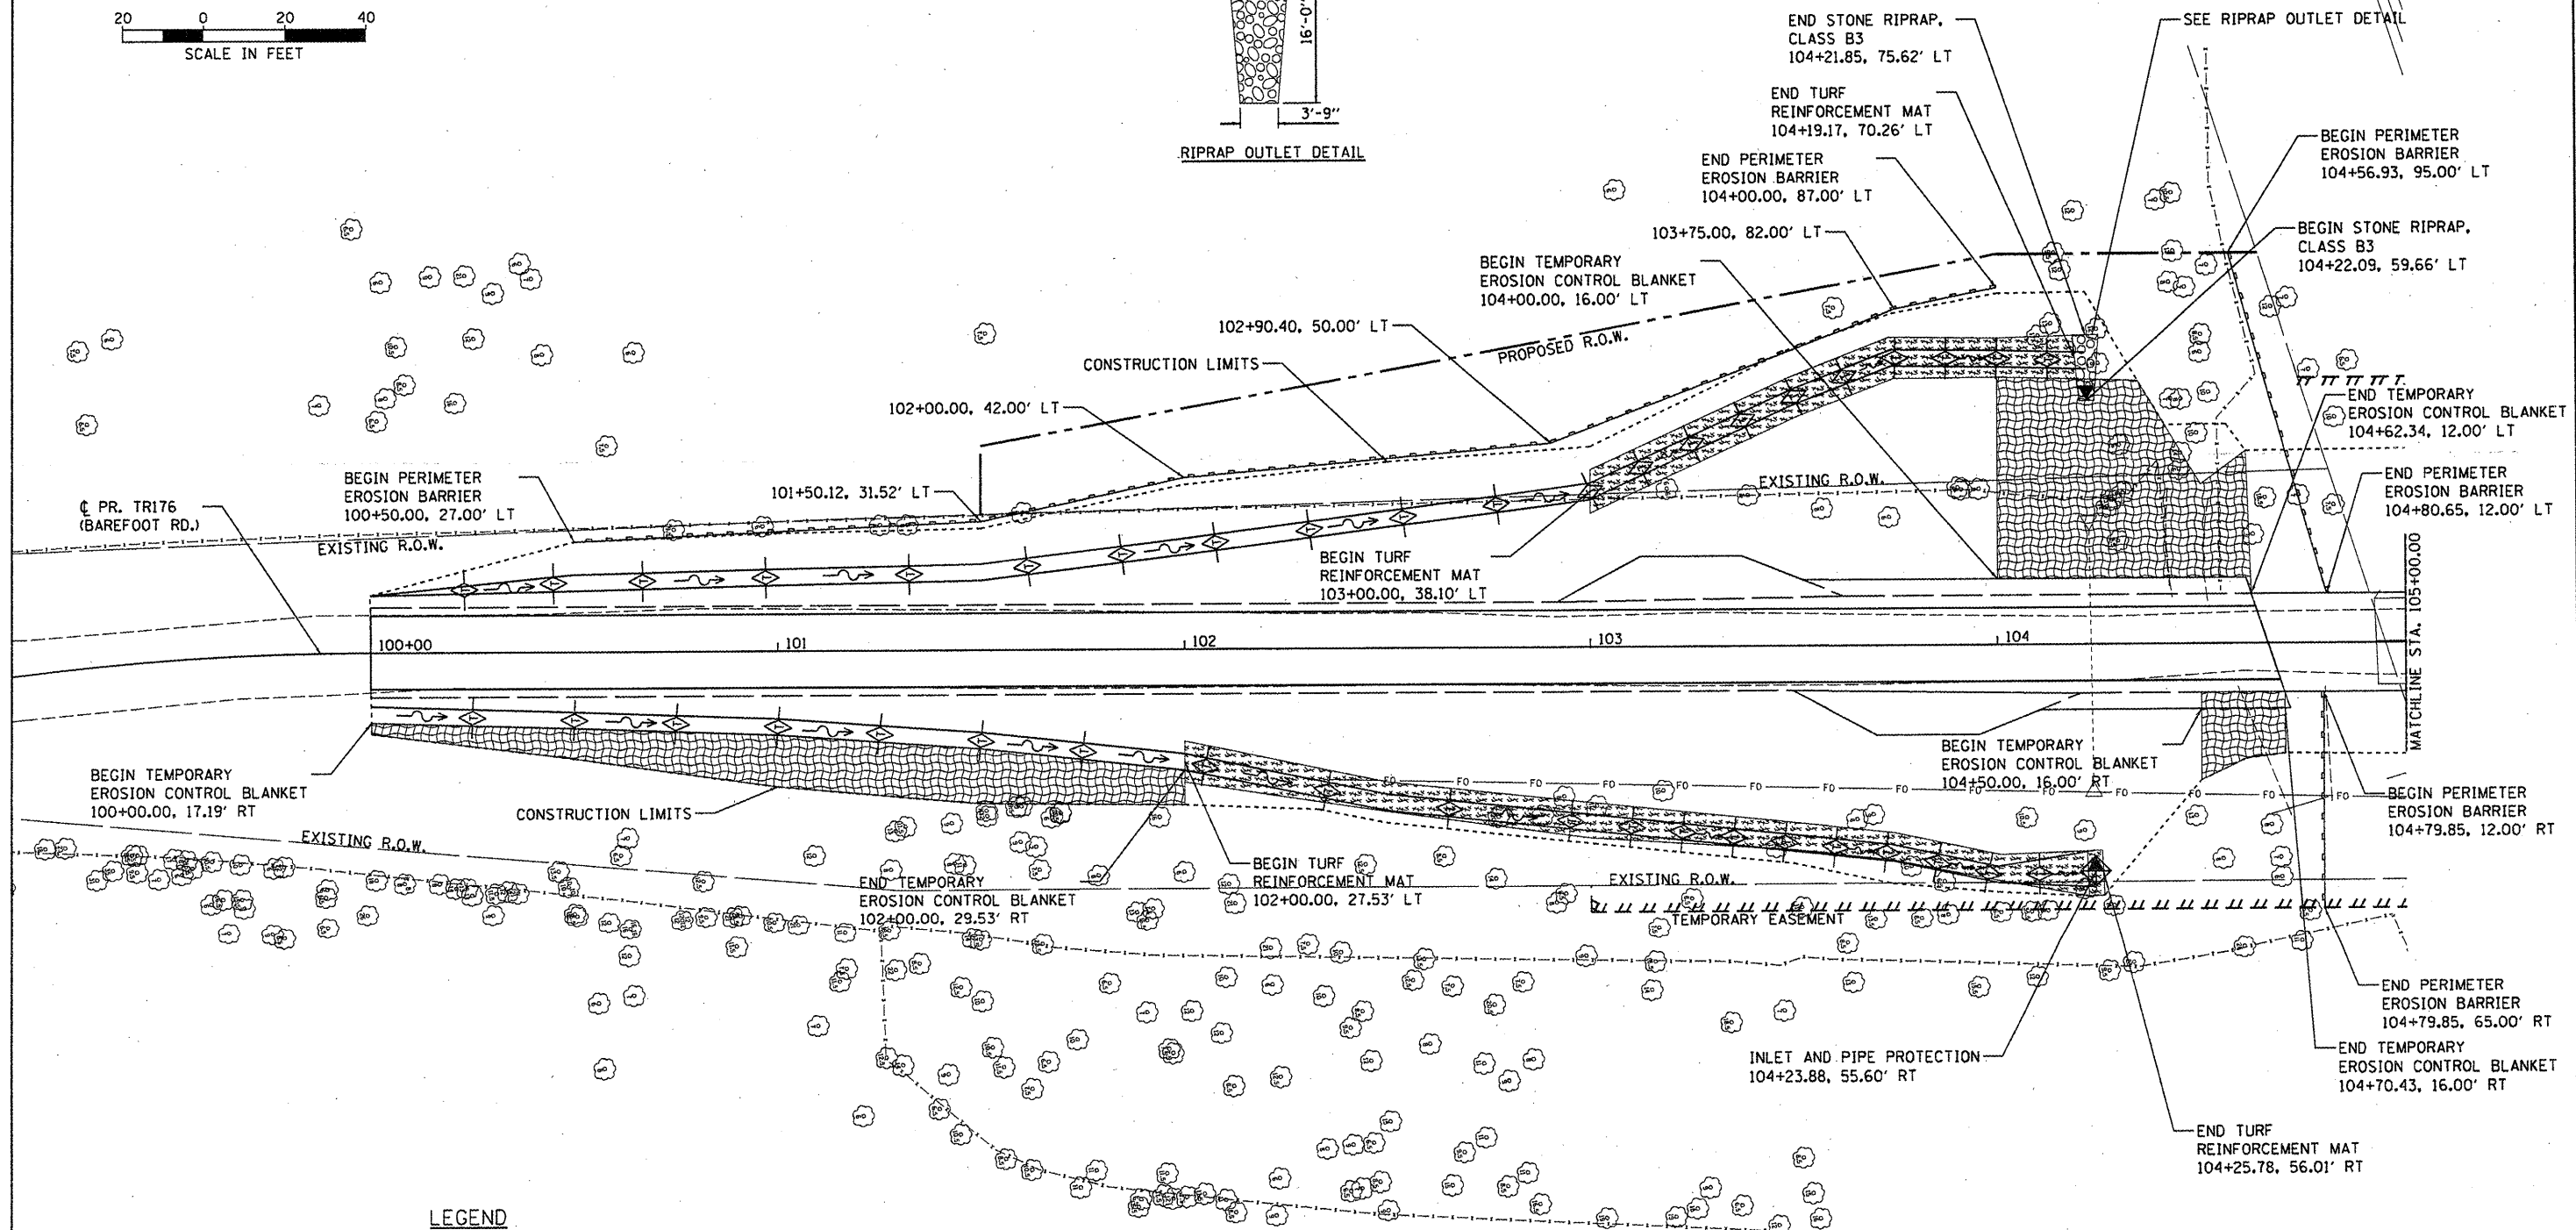 20 0 20 40
SCALE IN FEET
16'-0"
3'-9"
RIPRAP OUTLET DETAIL
END STONE RIPRAP,
CLASS B3
104+21.85, 75.62' LT
SEE RIPRAP OUTLET DETAIL
END TURF
REINFORCEMENT MAT
104+19.17, 70.26' LT
BEGIN PERIMETER
EROSION BARRIER
104+56.93, 95.00' LT
END PERIMETER
EROSION BARRIER
104+00.00, 87.00' LT
BEGIN STONE RIPRAP,
CLASS B3
104+22.09, 59.66' LT
103+75.00, 82.00' LT
BEGIN TEMPORARY
EROSION CONTROL BLANKET
104+00.00, 16.00' LT
102+90.40, 50.00' LT
PROPOSED R.O.W.
CONSTRUCTION LIMITS
102+00.00, 42.00' LT
END TEMPORARY
EROSION CONTROL BLANKET
104+62.34, 12.00' LT
BEGIN PERIMETER
EROSION BARRIER
100+50.00, 27.00' LT
101+50.12, 31.52' LT
EXISTING R.O.W.
END PERIMETER
EROSION BARRIER
104+80.65, 12.00' LT
℄ PR. TR176
(BAREFOOT RD.)
EXISTING R.O.W.
BEGIN TURF
REINFORCEMENT MAT
103+00.00, 38.10' LT
100+00 101 102 103 104
MATCHLINE STA. 105+00.00
BEGIN TEMPORARY
EROSION CONTROL BLANKET
100+00.00, 17.19' RT
CONSTRUCTION LIMITS
EXISTING R.O.W.
BEGIN TEMPORARY
EROSION CONTROL BLANKET
104+50.00, 16.00' RT
FO FO FO FO FO FO FO FO FO FO FO FO FO
BEGIN PERIMETER
EROSION BARRIER
104+79.85, 12.00' RT
END TEMPORARY
EROSION CONTROL BLANKET
102+00.00, 29.53' RT
BEGIN TURF
REINFORCEMENT MAT
102+00.00, 27.53' LT
EXISTING R.O.W.
TEMPORARY EASEMENT
END PERIMETER
EROSION BARRIER
104+79.85, 65.00' RT
INLET AND PIPE PROTECTION
104+23.88, 55.60' RT
END TEMPORARY
EROSION CONTROL BLANKET
104+70.43, 16.00' RT
END TURF
REINFORCEMENT MAT
104+25.78, 56.01' RT
LEGEND